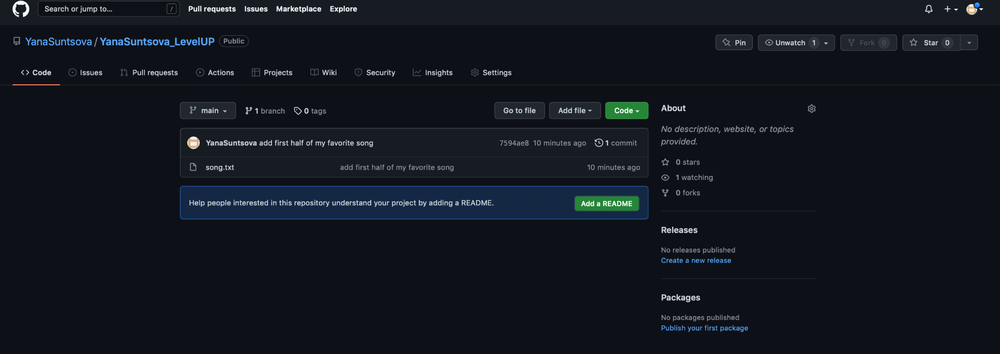 Search or jump to... / Pull requests Issues Marketplace Explore
YanaSuntsova / YanaSuntsova_LevelUP Public Pin Unwatch 1 Fork 0 Star 0
Code Issues Pull requests Actions Projects Wiki Security Insights Settings
main 1 branch 0 tags Go to file Add file Code
YanaSuntsova add first half of my favorite song 7594ae8 10 minutes ago 1 commit
song.txt add first half of my favorite song 10 minutes ago
Help people interested in this repository understand your project by adding a README. Add a README
About
No description, website, or topics
provided.
0 stars
1 watching
0 forks
Releases
No releases published
Create a new release
Packages
No packages published
Publish your first package